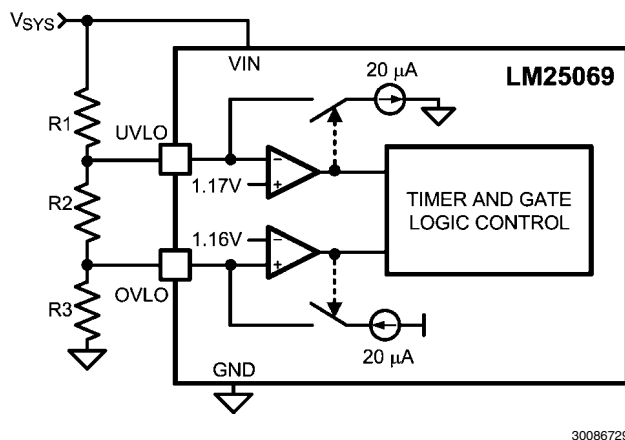 VSYS
VIN
20 μA
LM25069
R1
UVLO
1.17V
R2
TIMER AND GATE
LOGIC CONTROL
1.16V
OVLO
R3
20 μA
GND
30086729